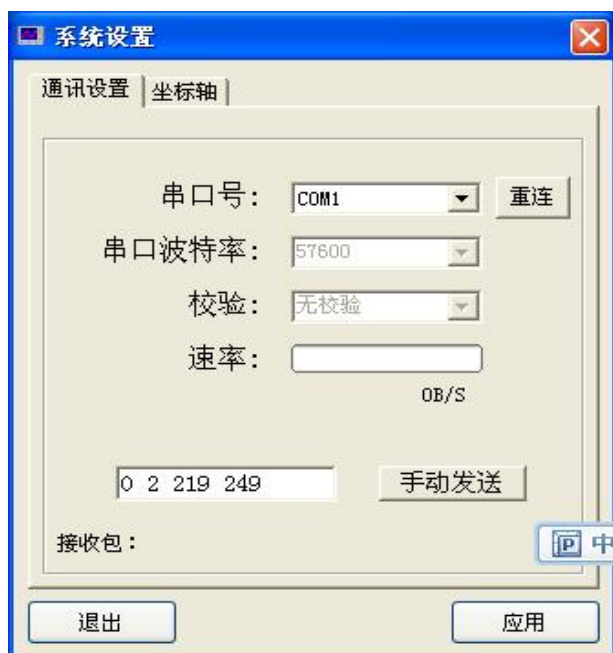 系统设置
通讯设置 坐标轴
串口号: COM1 重连
串口波特率: 57600
校验: 无校验
速率:
0B/S
0 2 219 249 手动发送
接收包: P 中
退出 应用